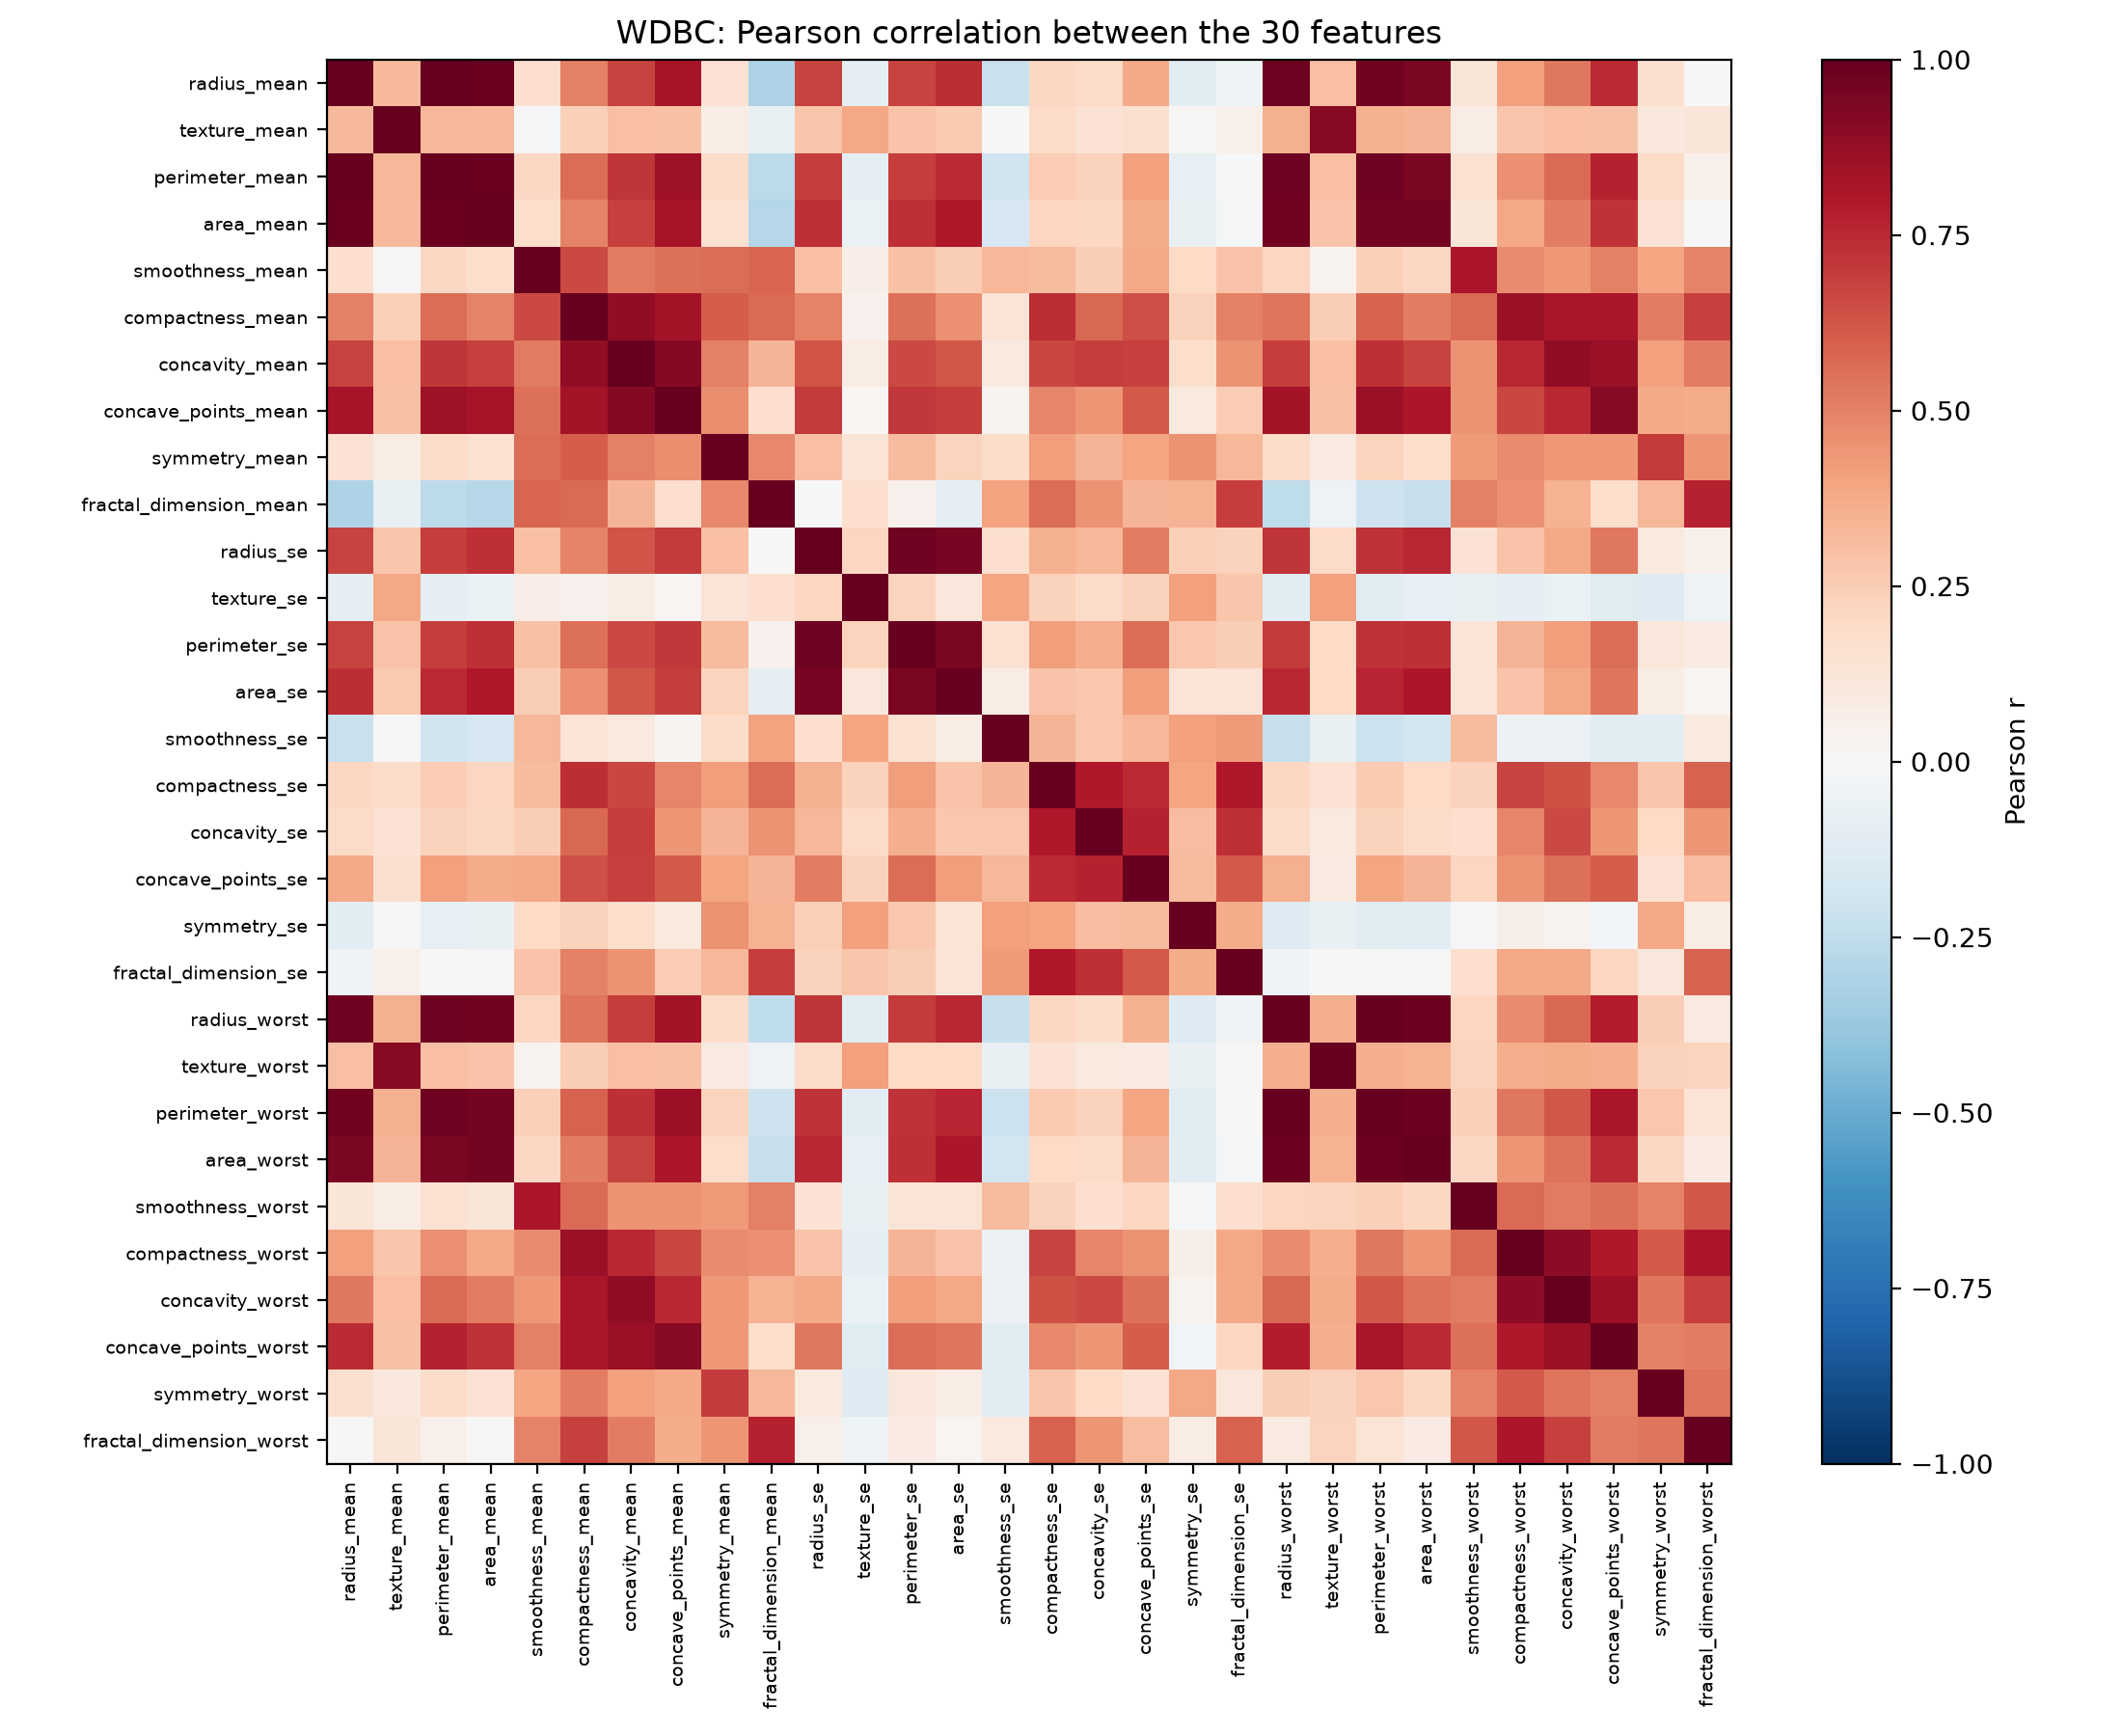 WDBC: Pearson correlation between the 30 features
radius_mean
texture_mean
perimeter_mean
area_mean
smoothness_mean
compactness_mean
concavity_mean
concave_points_mean
symmetry_mean
fractal_dimension_mean
radius_se
texture_se
perimeter_se
area_se
smoothness_se
compactness_se
concavity_se
concave_points_se
symmetry_se
fractal_dimension_se
radius_worst
texture_worst
perimeter_worst
area_worst
smoothness_worst
compactness_worst
concavity_worst
concave_points_worst
symmetry_worst
fractal_dimension_worst
radius_mean
texture_mean
perimeter_mean
area_mean
smoothness_mean
compactness_mean
concavity_mean
concave_points_mean
symmetry_mean
fractal_dimension_mean
radius_se
texture_se
perimeter_se
area_se
smoothness_se
compactness_se
concavity_se
concave_points_se
symmetry_se
fractal_dimension_se
radius_worst
texture_worst
perimeter_worst
area_worst
smoothness_worst
compactness_worst
concavity_worst
concave_points_worst
symmetry_worst
fractal_dimension_worst
1.00
0.75
0.50
0.25
0.00
−0.25
−0.50
−0.75
−1.00
Pearson r